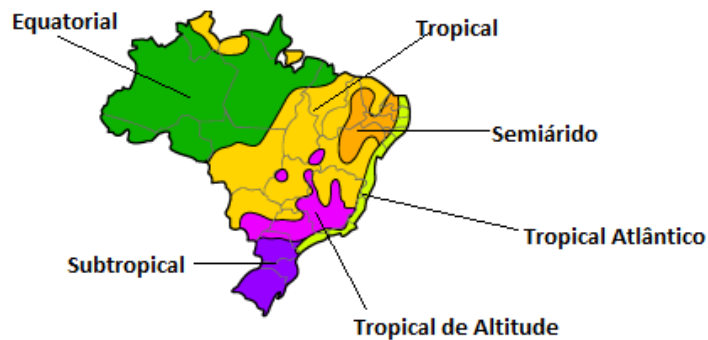 Equatorial
Tropical
Semiárido
Tropical Atlântico
Subtropical
Tropical de Altitude